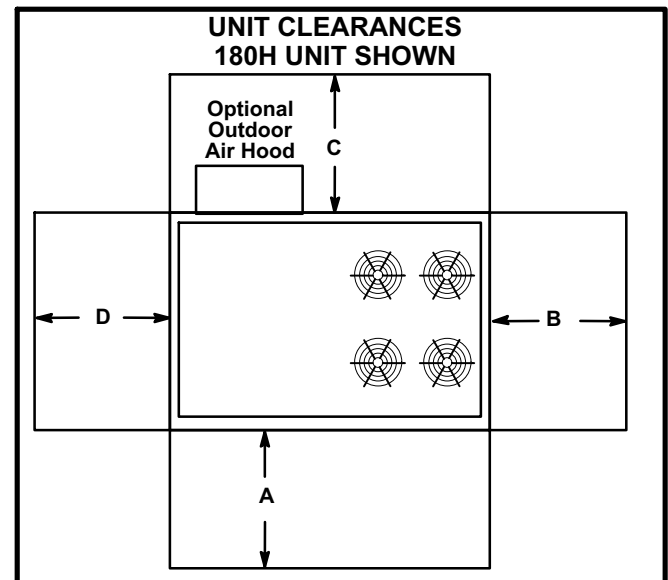 UNIT CLEARANCES
180H UNIT SHOWN
Optional
Outdoor
Air Hood
C
D
B
A